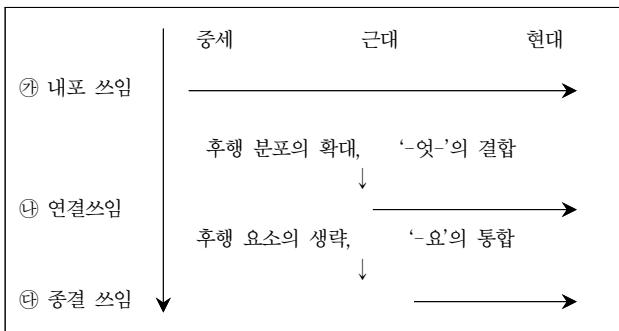 중세 근대 현대
㉮ 내포 쓰임
후행 분포의 확대, ‘-엇-’의 결합
㉯ 연결쓰임
후행 요소의 생략, ‘-요’의 통합
㉰ 종결 쓰임